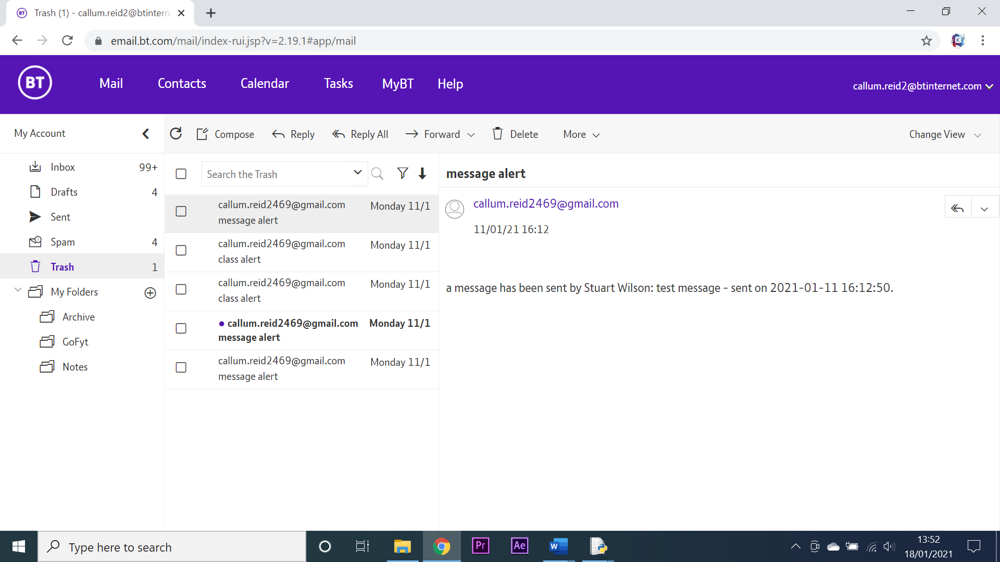 BT Trash (1) - callum.reid2@btintern
email.bt.com/mail/index-rui.jsp?v=2.19.1#app/mail
K
BT
Mail Contacts Calendar Tasks MyBT Help
callum.reid2@btinternet.com
My Account
Compose Reply Reply All Forward Delete More Change View
Inbox 99+
Drafts 4
Sent
Spam 4
Trash 1
My Folders
Archive
GoFyt
Notes
Search the Trash
callum.reid2469@gmail.com Monday 11/1
message alert
callum.reid2469@gmail.com Monday 11/1
class alert
callum.reid2469@gmail.com Monday 11/1
class alert
callum.reid2469@gmail.com Monday 11/1
message alert
callum.reid2469@gmail.com Monday 11/1
message alert
message alert
callum.reid2469@gmail.com
11/01/21 16:12
a message has been sent by Stuart Wilson: test message - sent on 2021-01-11 16:12:50.
Type here to search
Pr
Ae
W
13:52
18/01/2021